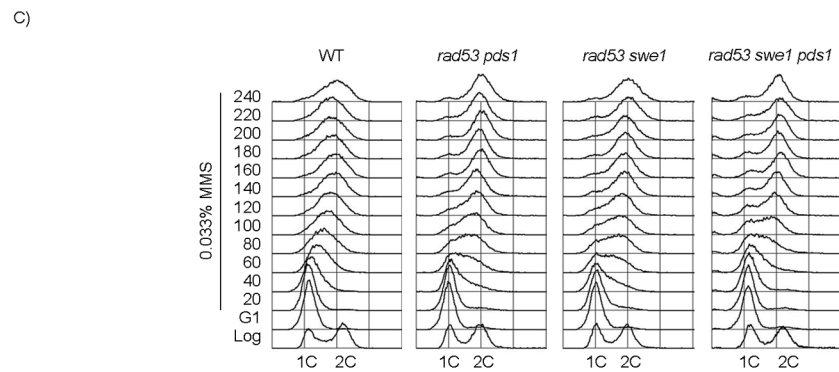 C)
WT rad53 pds1 rad53 swe1 rad53 swe1 pds1
0.033% MMS
240
220
200
180
160
140
120
100
80
60
40
20
G1
Log
1C 2C 1C 2C 1C 2C 1C 2C